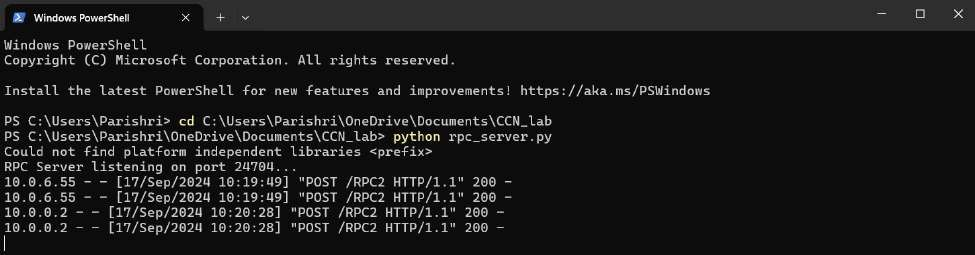 Windows PowerShell
Windows PowerShell
Copyright (C) Microsoft Corporation. All rights reserved.
Install the latest PowerShell for new features and improvements! https://aka.ms/PSWindows
PS C:\Users\Parishri> cd C:\Users\Parishri\OneDrive\Documents\CCN_lab
PS C:\Users\Parishri\OneDrive\Documents\CCN_lab> python rpc_server.py
Could not find platform independent libraries <prefix>
RPC Server listening on port 24704...
10.0.6.55 - - [17/Sep/2024 10:19:49] "POST /RPC2 HTTP/1.1" 200 -
10.0.6.55 - - [17/Sep/2024 10:19:49] "POST /RPC2 HTTP/1.1" 200 -
10.0.0.2 - - [17/Sep/2024 10:20:28] "POST /RPC2 HTTP/1.1" 200 -
10.0.0.2 - - [17/Sep/2024 10:20:28] "POST /RPC2 HTTP/1.1" 200 -